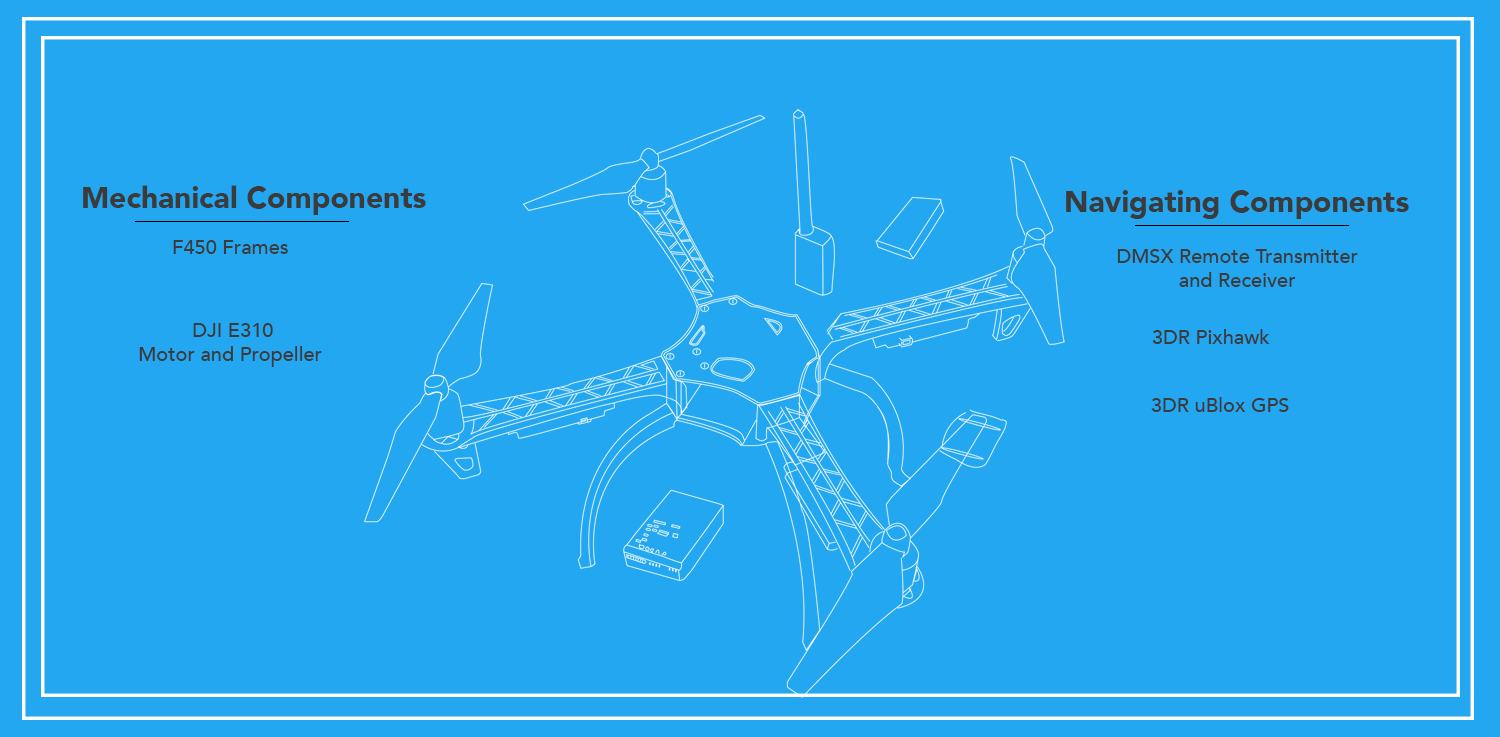 Mechanical Components
F450 Frames
DJI E310
Motor and Propeller
Navigating Components
DMSX Remote Transmitter
and Receiver
3DR Pixhawk
3DR uBlox GPS